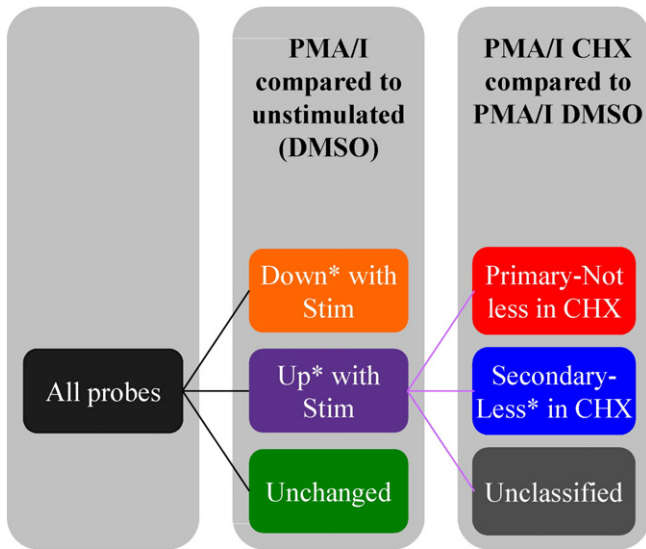 PMA/I
compared to
unstimulated
(DMSO)
PMA/I CHX
compared to
PMA/I DMSO
All probes
Down* with
Stim
Up* with
Stim
Unchanged
Primary-Not
less in CHX
Secondary-
Less* in CHX
Unclassified